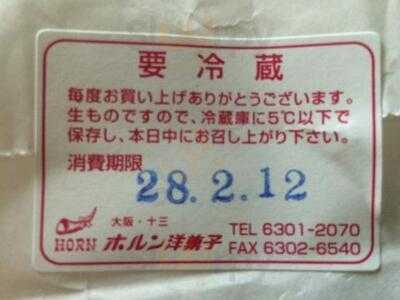 要冷蔵
毎度お買い上げありがとうございます。
生ものですので、冷蔵庫に5℃以下で
保存し、本日中にお召し上がり下さい。
消費期限
28.2.12
大阪・十三
HORN ホルン洋菓子
TEL 6301-2070
FAX 6302-6540